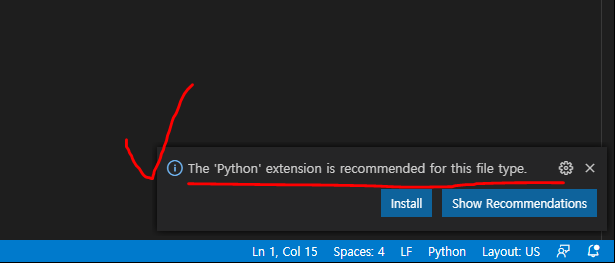 The 'Python' extension is recommended for this file type.
Install Show Recommendations
Ln 1, Col 15 Spaces: 4 LF Python Layout: US